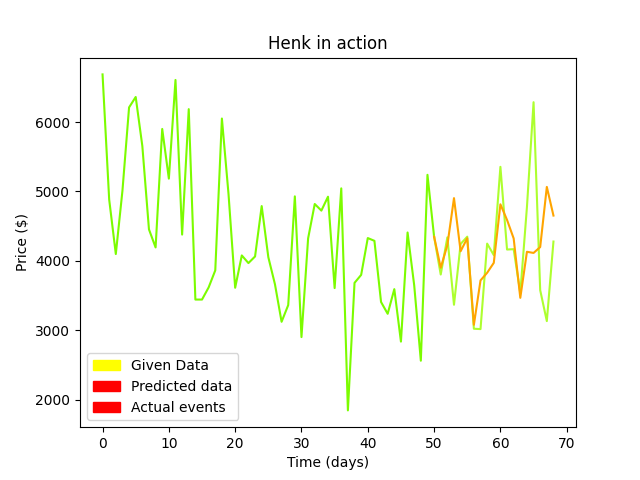 Henk in action
Price ($)
6000
5000
4000
3000
2000
Given Data
Predicted data
Actual events
0 10 20 30 40 50 60 70
Time (days)